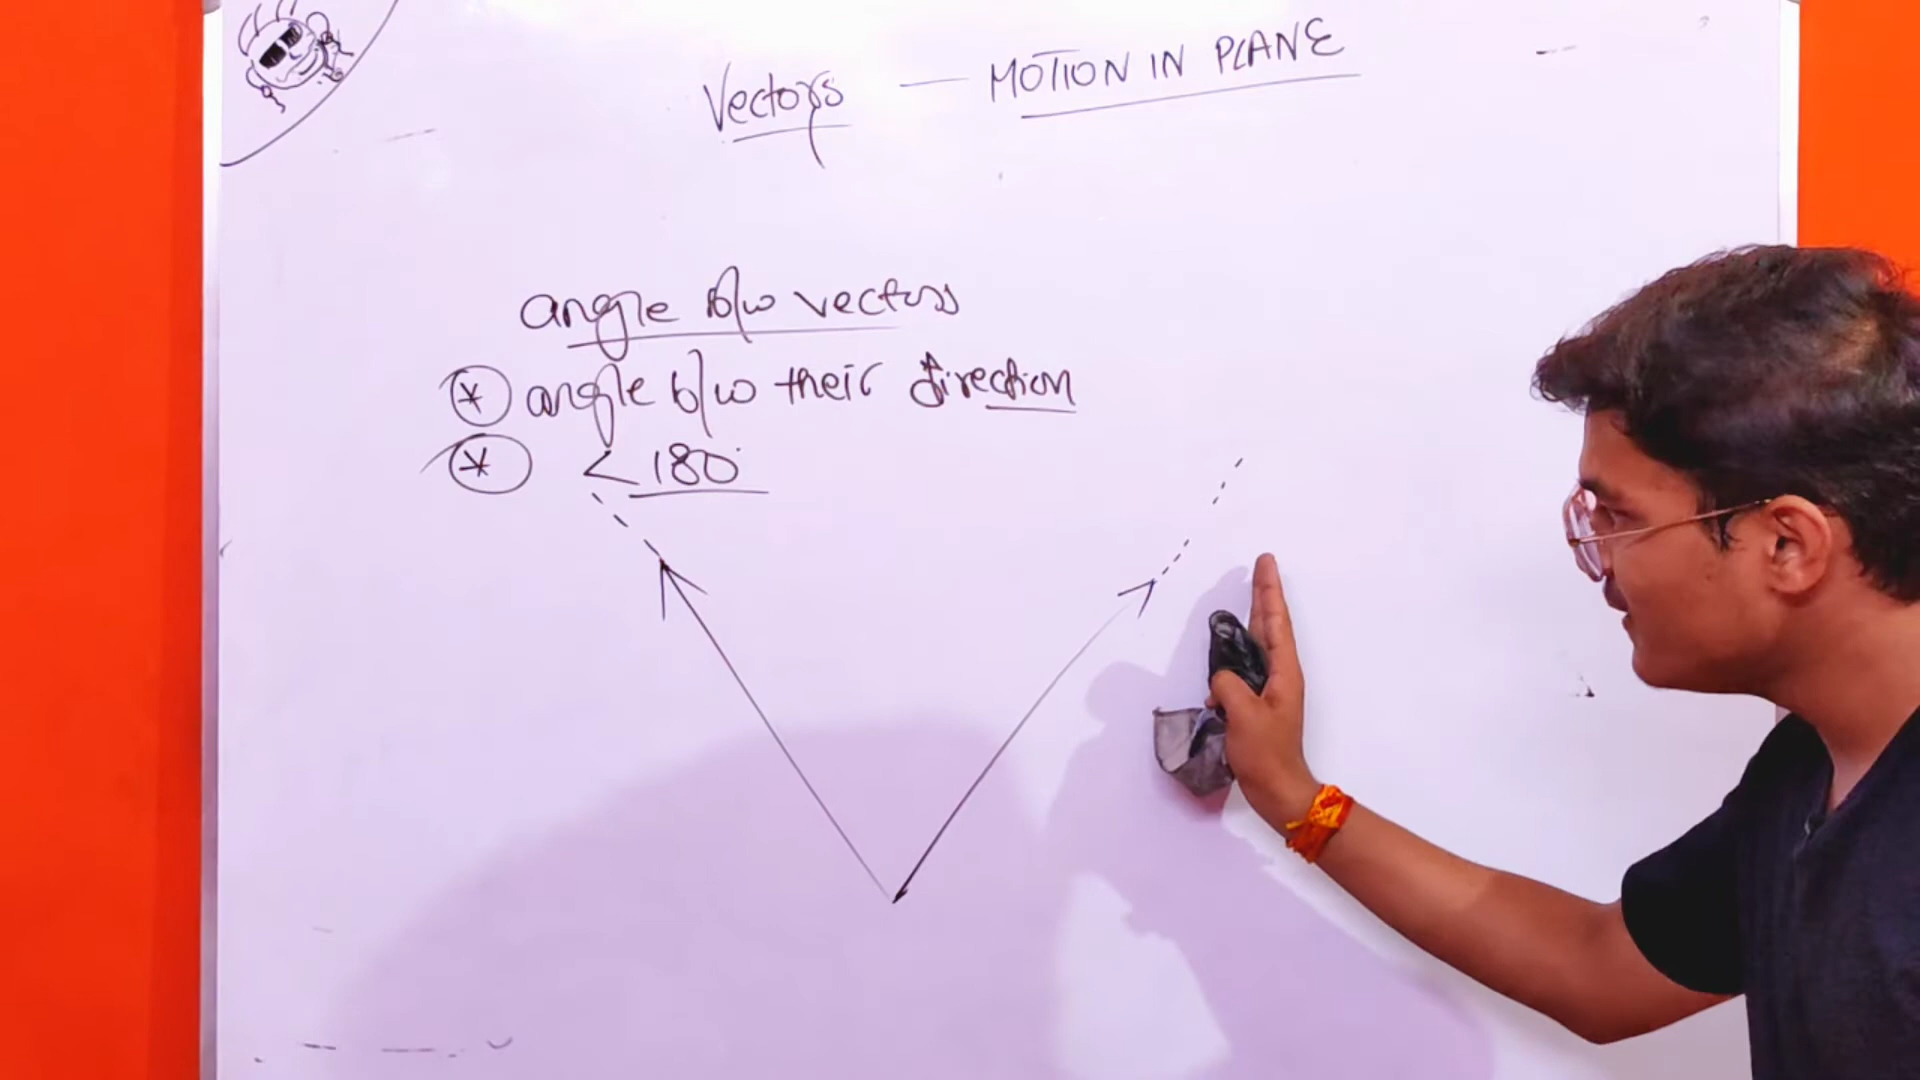 Vectors — MOTION IN PLANE
angle b/w vectors
* angle b/w their direction
* < 180°